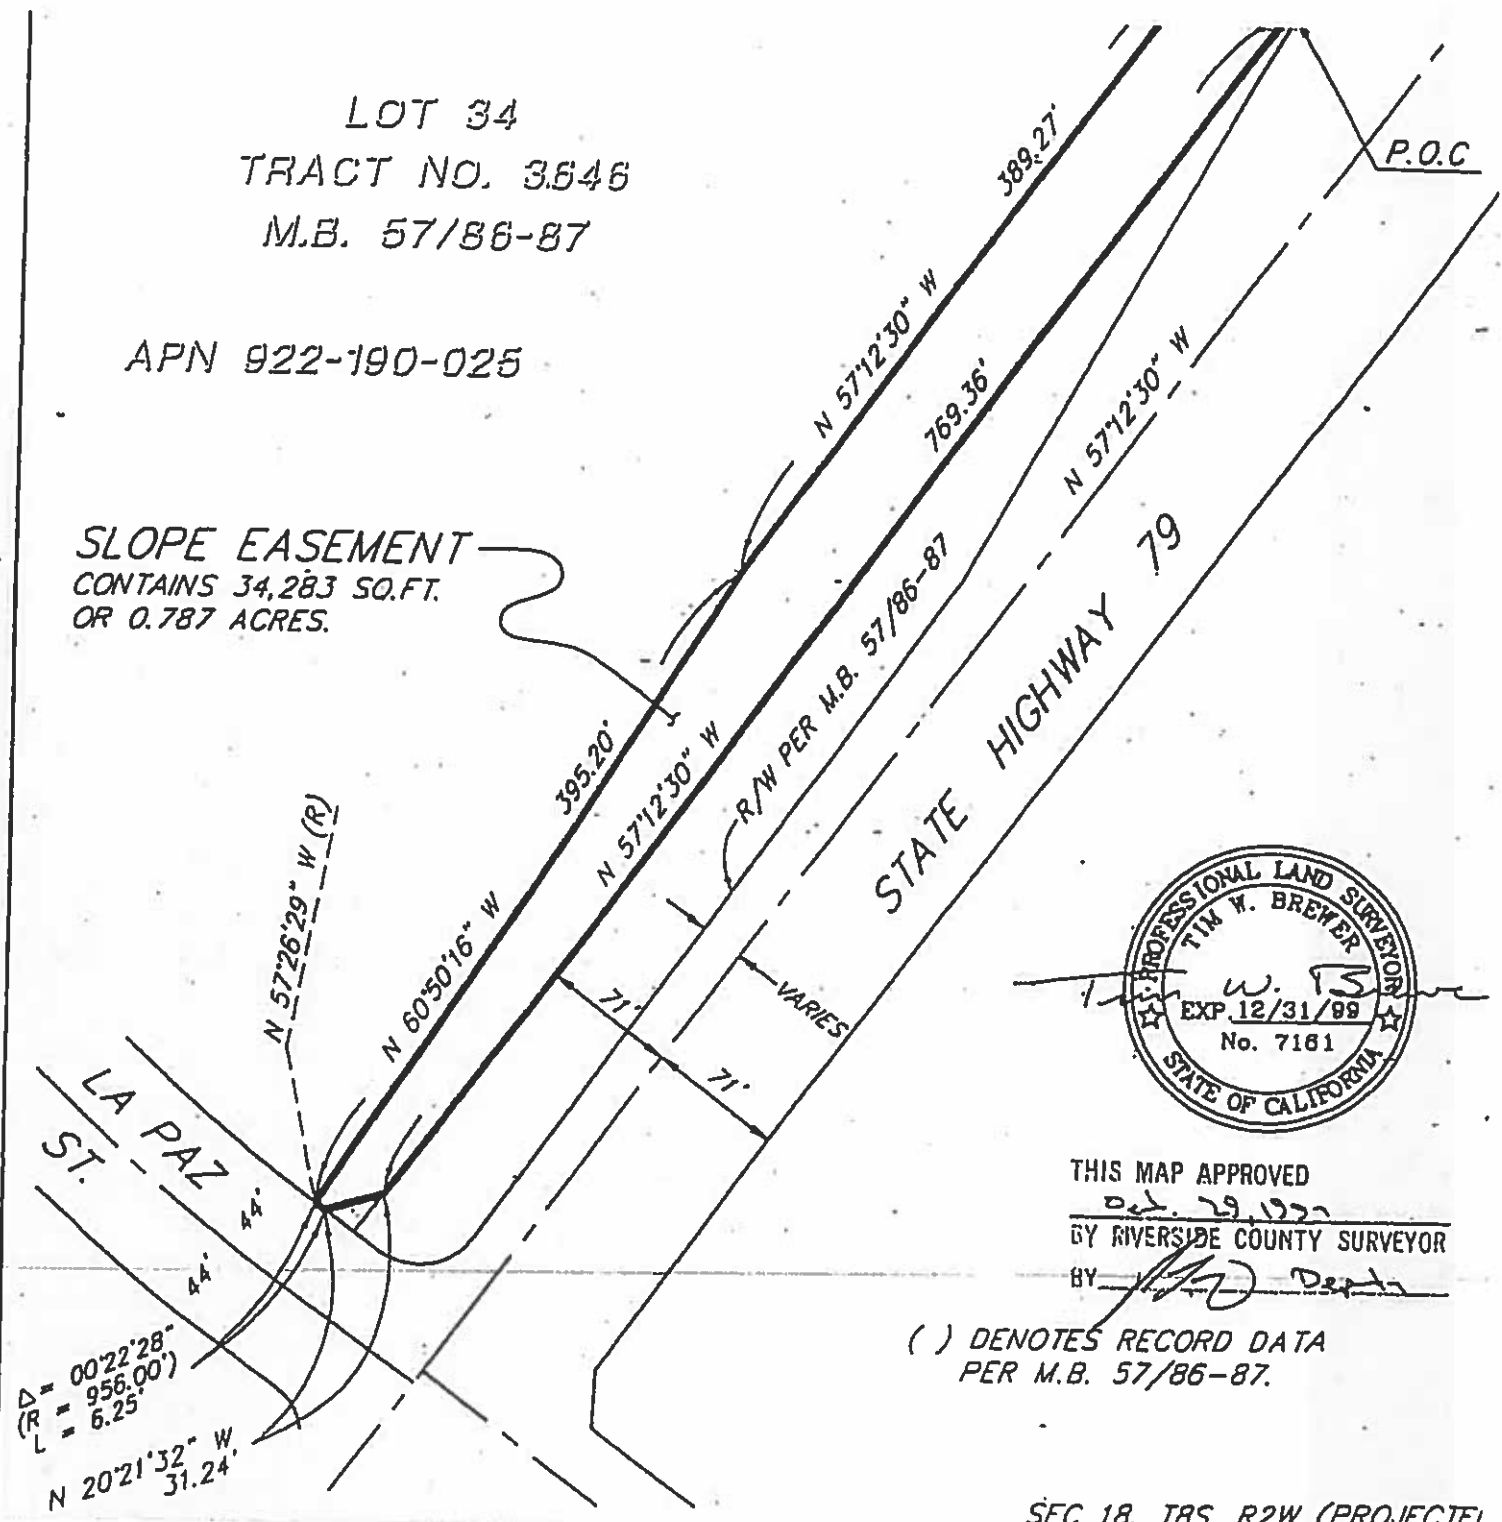 LOT 34
TRACT NO. 3646
M.B. 57/86-87
APN 922-190-025
389.27'
P.O.C
N 57°12'30" W
769.36'
N 57°12'30" W
SLOPE EASEMENT
CONTAINS 34,283 SQ.FT.
OR 0.787 ACRES.
395.20'
N 57°12'30" W
R/W PER M.B. 57/86-87
STATE HIGHWAY 79
N 57°26'29" W (R)
N 60°50'16" W
71'
VARIES
71'
PROFESSIONAL LAND SURVEYOR
TIM W. BREWER
EXP. 12/31/99
No. 7161
STATE OF CALIFORNIA
LA PAZ
ST.
44'
44'
THIS MAP APPROVED
Oct. 29, 1997
BY RIVERSIDE COUNTY SURVEYOR
BY Deputy
( ) DENOTES RECORD DATA
PER M.B. 57/86-87.
Δ= 00°22'28"
(R = 956.00')
L = 6.25'
N 20°21'32" W
31.24'
SEC 18, T8S, R2W (PROJECTE